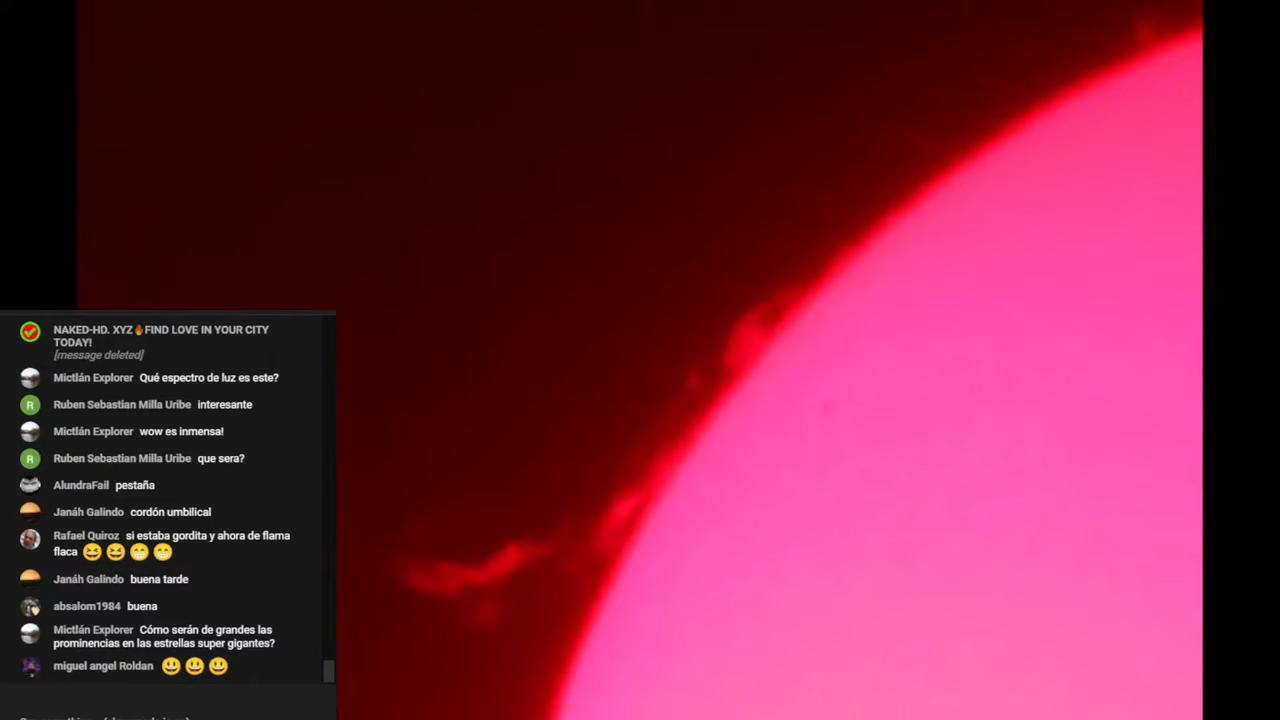 NAKED-HD. XYZ🔥FIND LOVE IN YOUR CITY
TODAY!
[message deleted]
Mictlán Explorer Qué espectro de luz es este?
R Ruben Sebastian Milla Uribe interesante
Mictlán Explorer wow es inmensa!
R Ruben Sebastian Milla Uribe que sera?
AlundraFail pestaña
Janáh Galindo cordón umbilical
Rafael Quiroz si estaba gordita y ahora de flama
flaca 😆😆😁😁
Janáh Galindo buena tarde
absalom1984 buena
Mictlán Explorer Cómo serán de grandes las
prominencias en las estrellas super gigantes?
miguel angel Roldan 😃😃😃